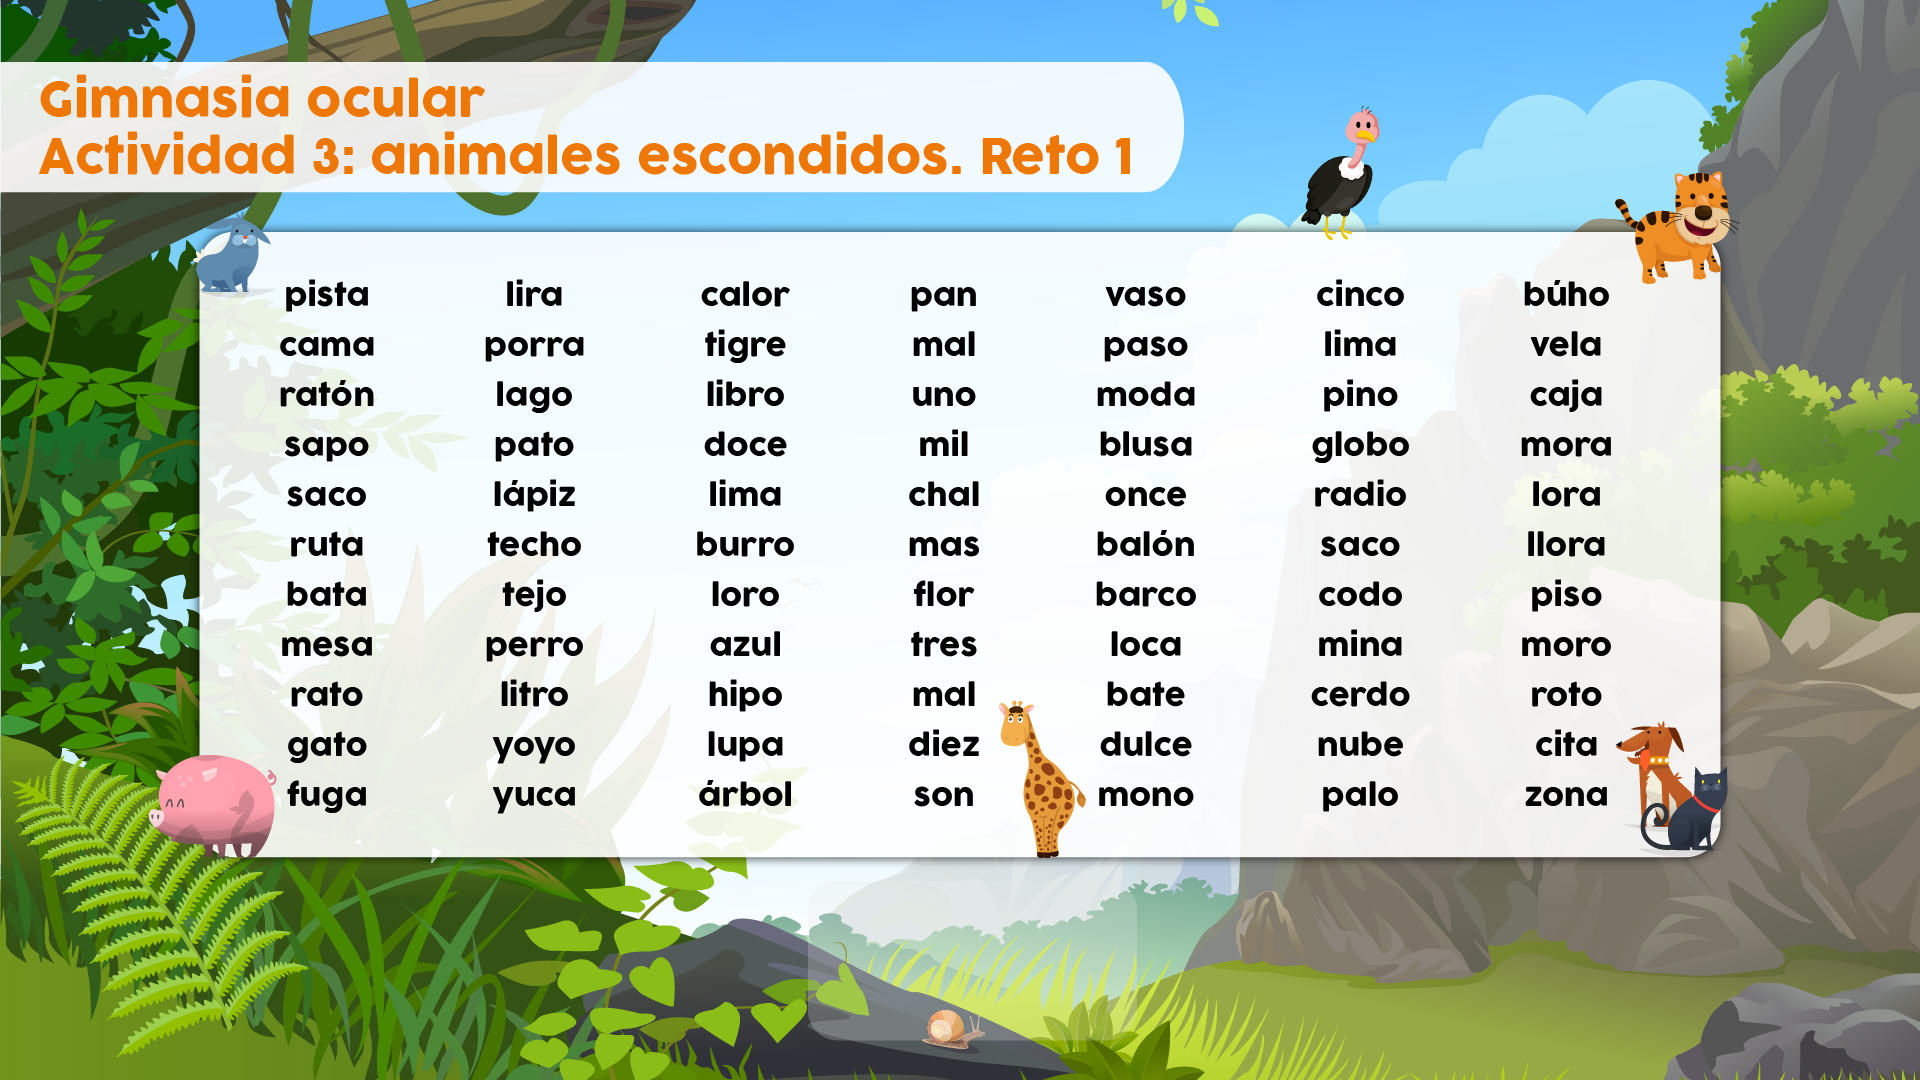 Gimnasia ocular
Actividad 3: animales escondidos. Reto 1
pista lira calor pan vaso cinco búho
cama porra tigre mal paso lima vela
ratón lago libro uno moda pino caja
sapo pato doce mil blusa globo mora
saco lápiz lima chal once radio lora
ruta techo burro mas balón saco llora
bata tejo loro flor barco codo piso
mesa perro azul tres loca mina moro
rato litro hipo mal bate cerdo roto
gato yoyo lupa diez dulce nube cita
fuga yuca árbol son mono palo zona